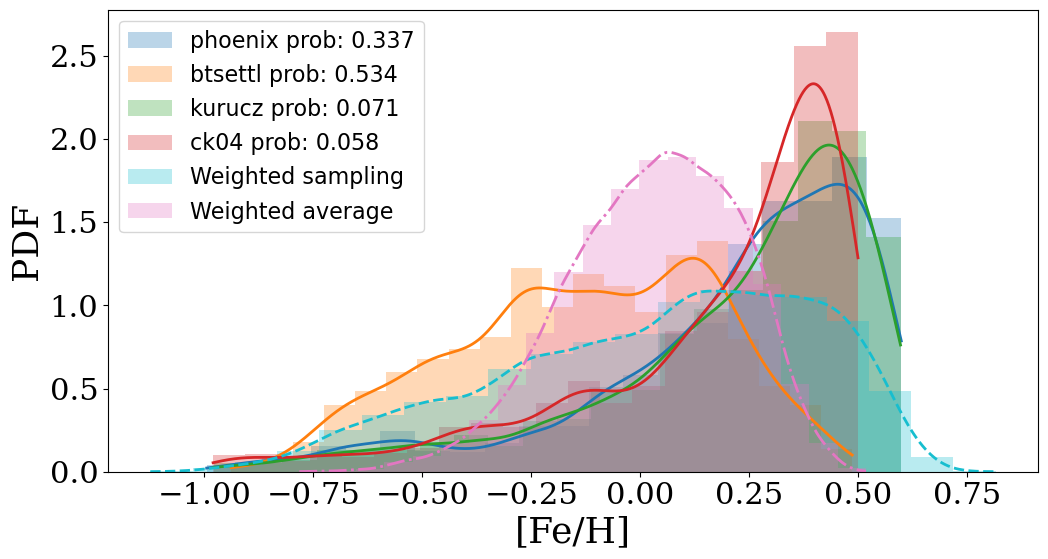 phoenix prob: 0.337
btsettl prob: 0.534
kurucz prob: 0.071
ck04 prob: 0.058
Weighted sampling
Weighted average
PDF
2.5
2.0
1.5
1.0
0.5
0.0
−1.00 −0.75 −0.50 −0.25 0.00 0.25 0.50 0.75
[Fe/H]